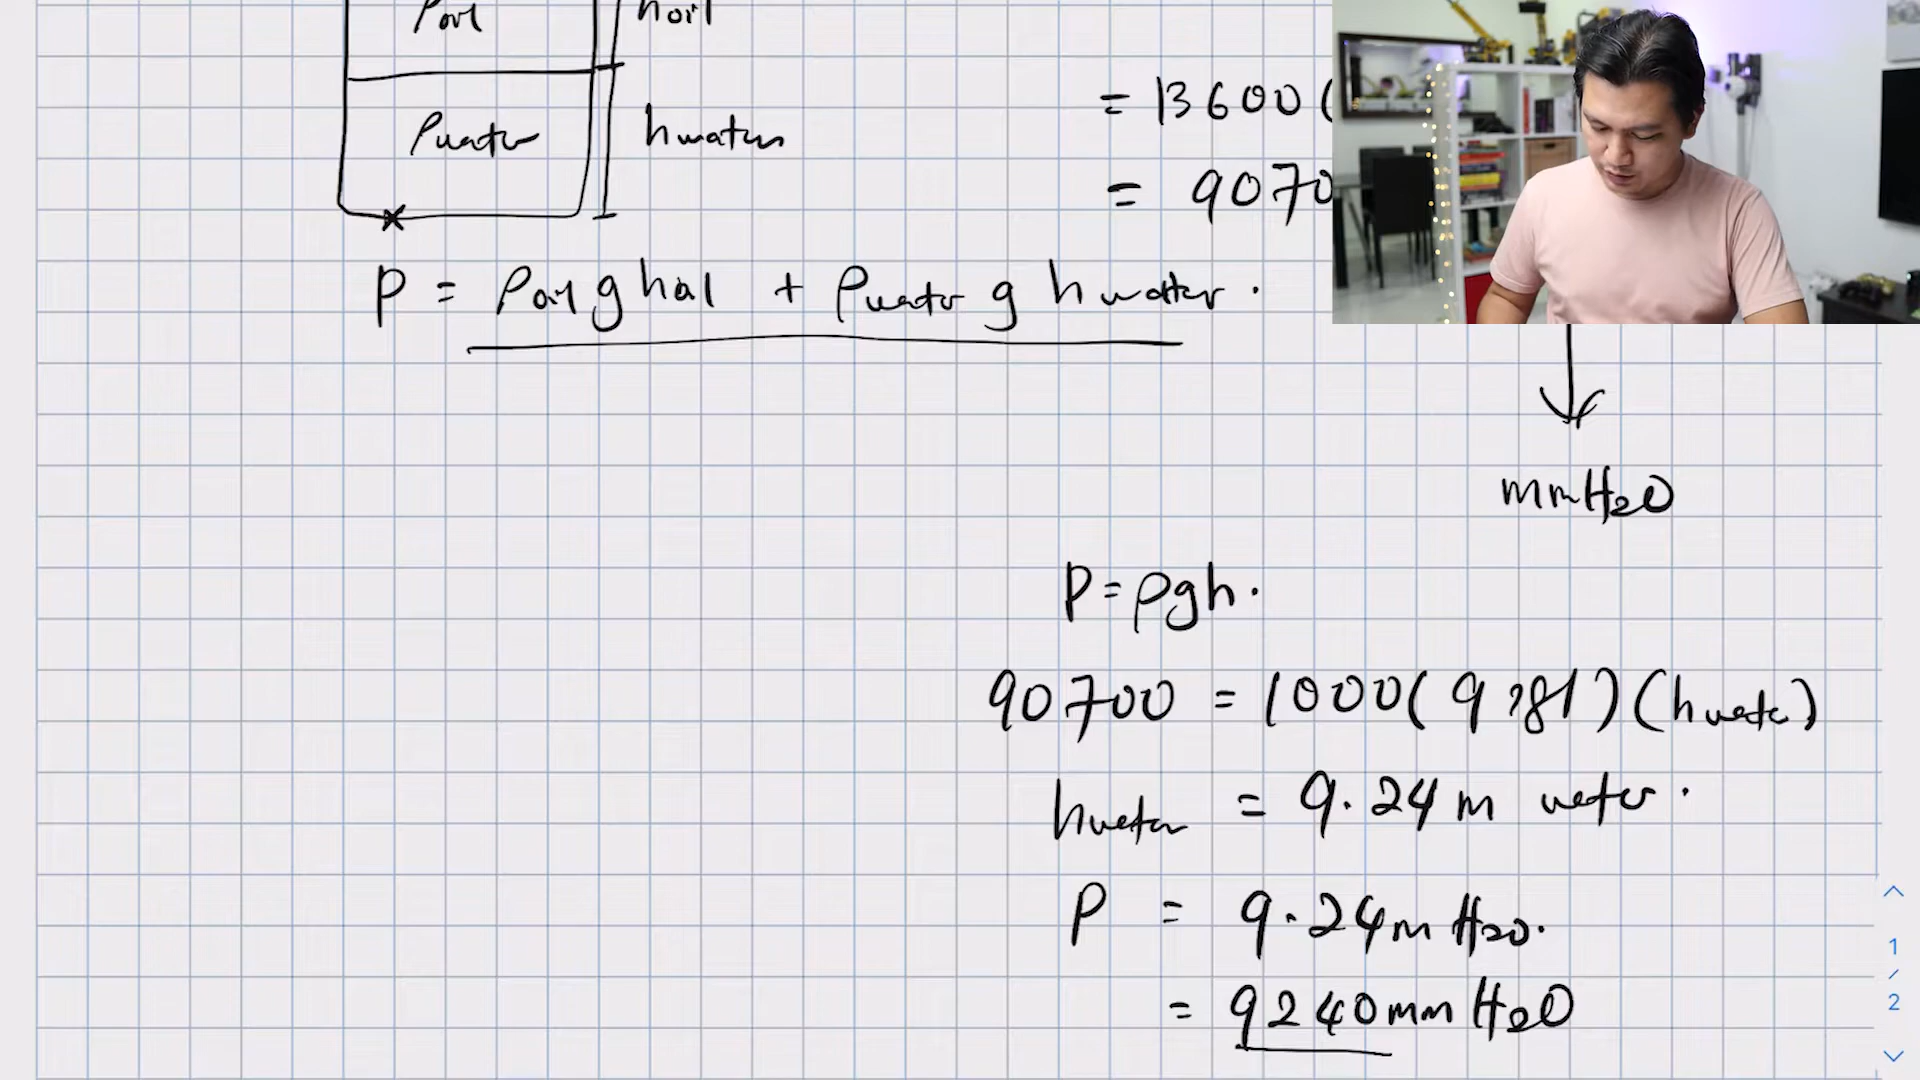 ρoil
hoil
ρwater
hwater
= 13600(
= 9070
P = ρoil g hoil + ρwater g hwater.
mmH2O
P = ρgh.
90700 = 1000(9.81)(hwater)
hwater = 9.24m water.
P = 9.24m H2O.
= 9240mm H2O
1
/
2